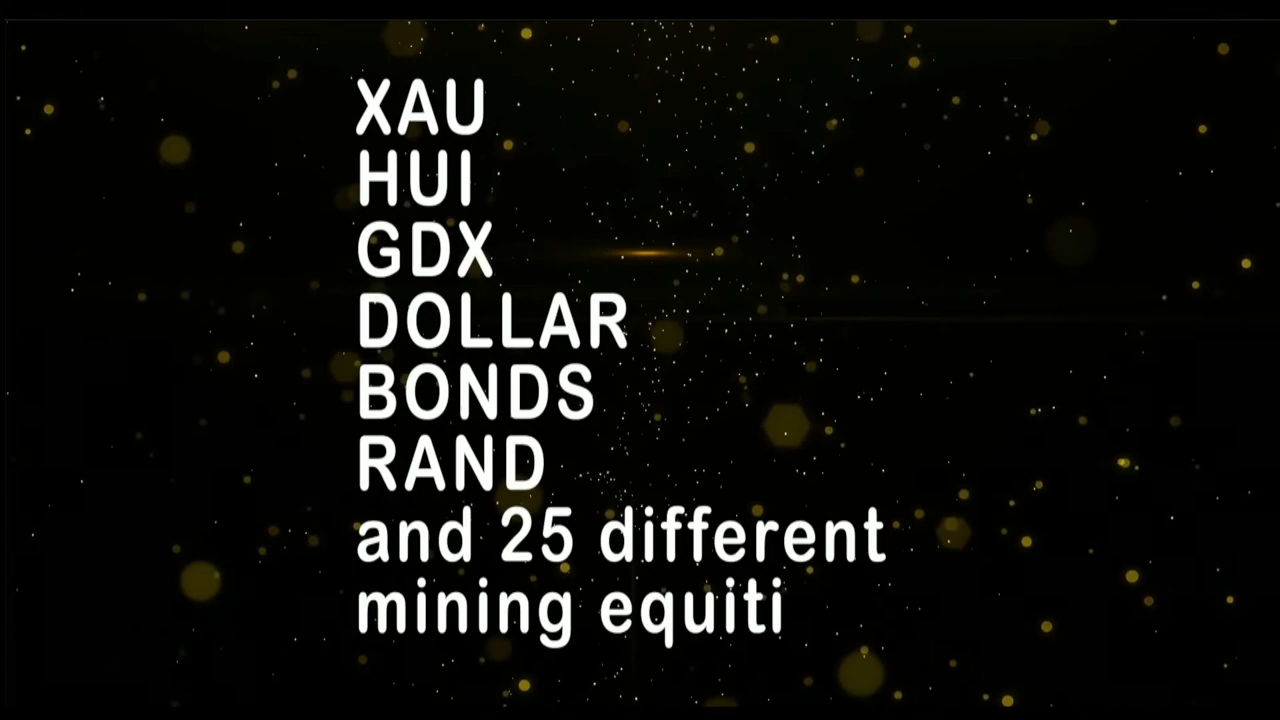 XAU
HUI
GDX
DOLLAR
BONDS
RAND
and 25 different
mining equiti